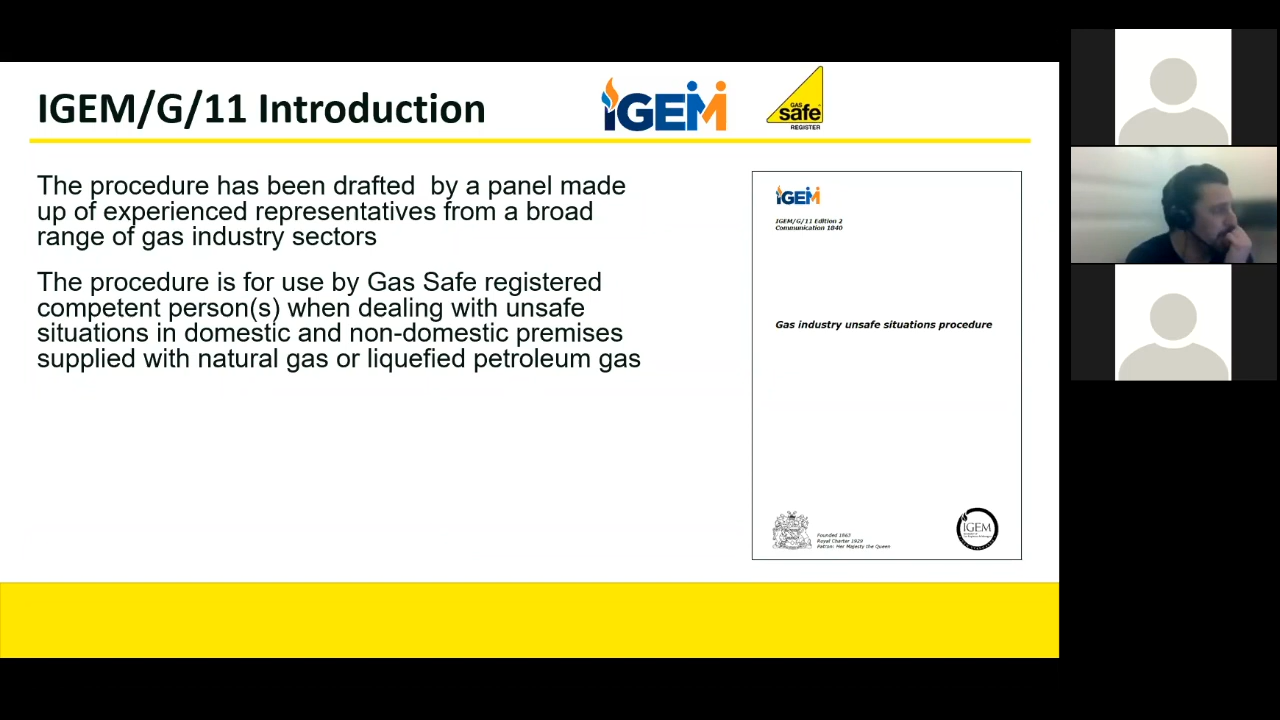 IGEM/G/11 Introduction
IGEM
GAS
safe
REGISTER
The procedure has been drafted by a panel made
up of experienced representatives from a broad
range of gas industry sectors
The procedure is for use by Gas Safe registered
competent person(s) when dealing with unsafe
situations in domestic and non-domestic premises
supplied with natural gas or liquefied petroleum gas
IGEM
IGEM/G/11 Edition 2
Communication 1840
Gas industry unsafe situations procedure
Founded 1863
Royal Charter 1929
Patron: Her Majesty the Queen
IGEM